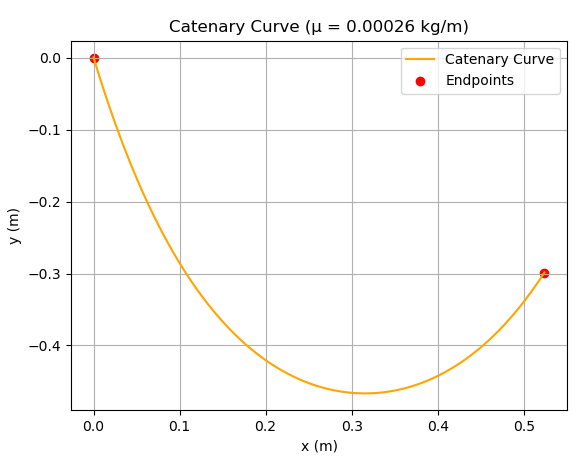 Catenary Curve (μ = 0.00026 kg/m)
Catenary Curve
Endpoints
0.0
−0.1
−0.2
−0.3
−0.4
y (m)
0.0
0.1
0.2
0.3
0.4
0.5
x (m)